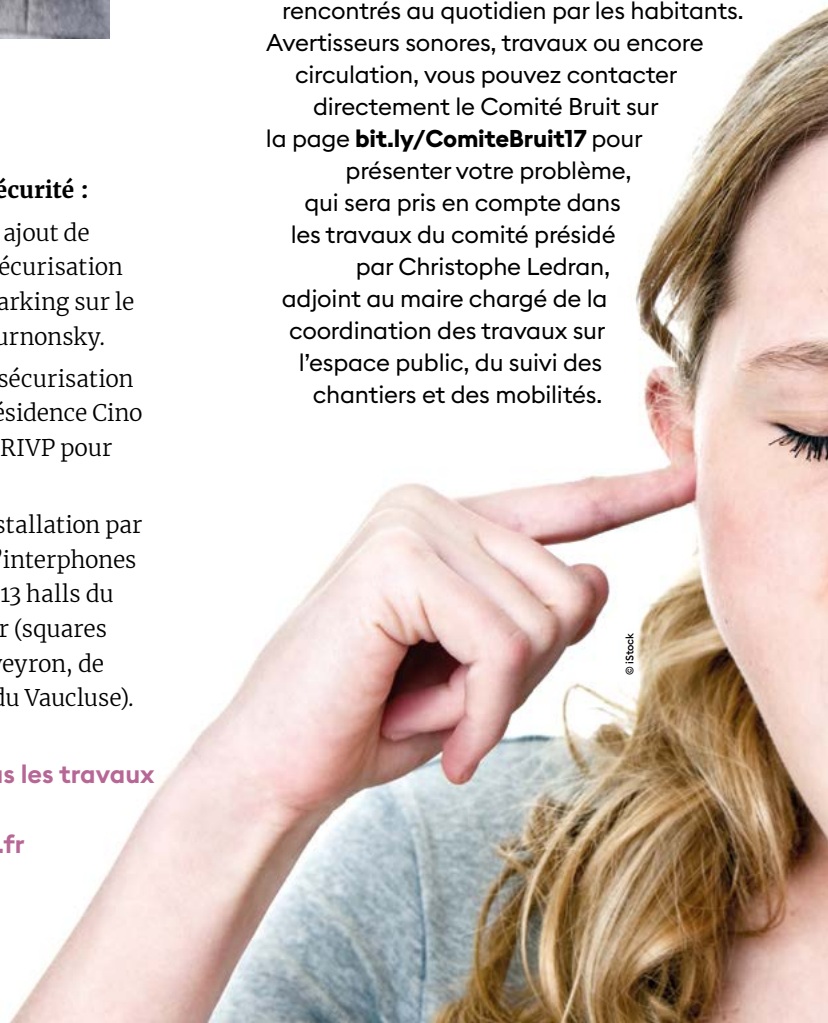 écurité :
ajout de
écurisation
arking sur le
urnonsky.
sécurisation
ésidence Cino
RIVP pour
stallation par
'interphones
13 halls du
r (squares
veyron, de
du Vaucluse).
s les travaux
.fr
rencontrés au quotidien par les habitants.
Avertisseurs sonores, travaux ou encore
circulation, vous pouvez contacter
directement le Comité Bruit sur
la page bit.ly/ComiteBruit17 pour
présenter votre problème,
qui sera pris en compte dans
les travaux du comité présidé
par Christophe Ledran,
adjoint au maire chargé de la
coordination des travaux sur
l’espace public, du suivi des
chantiers et des mobilités.
© iStock